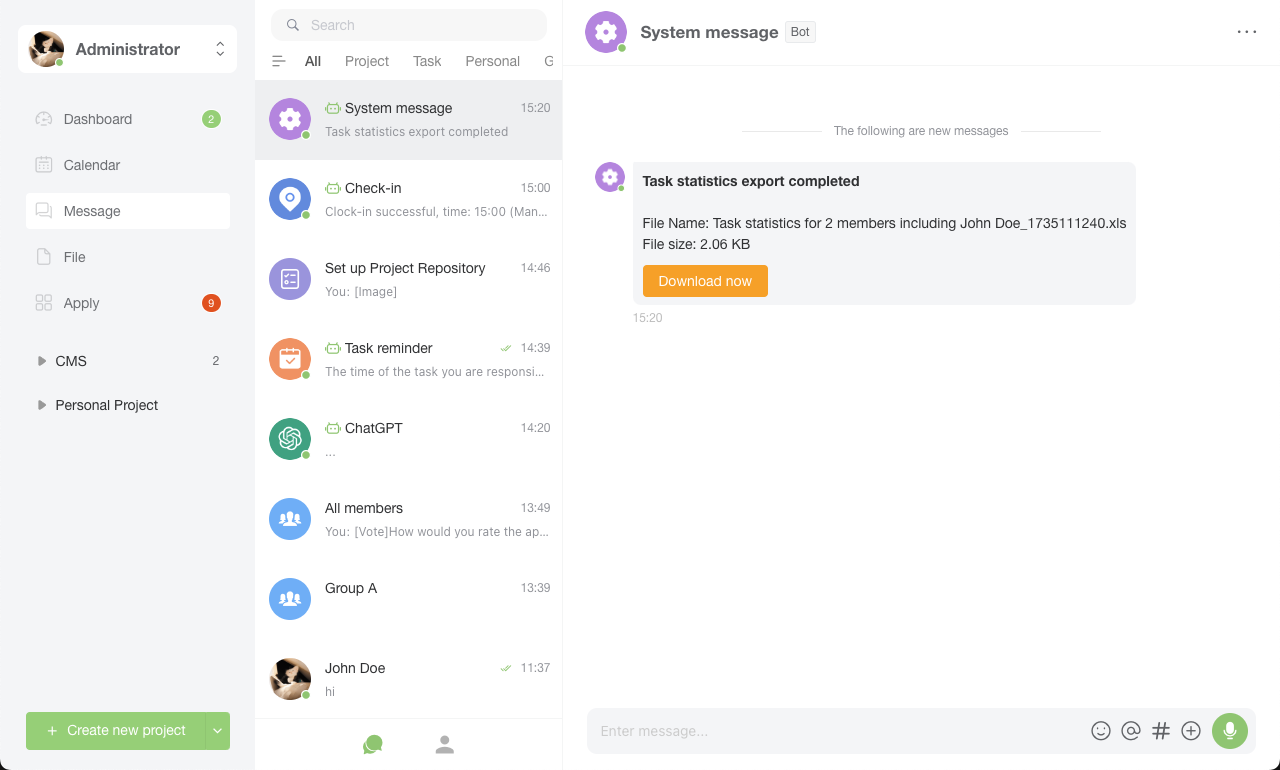 Administrator
Dashboard
2
Calendar
Message
File
Apply
9
CMS
2
Personal Project
+ Create new project
Search
All
Project
Task
Personal
G
System message
15:20
Task statistics export completed
Check-in
15:00
Clock-in successful, time: 15:00 (Man...
Set up Project Repository
14:46
You: [Image]
Task reminder
14:39
The time of the task you are responsi...
ChatGPT
14:20
...
All members
13:49
You: [Vote]How would you rate the ap...
Group A
13:39
John Doe
11:37
hi
System message
Bot
The following are new messages
Task statistics export completed
File Name: Task statistics for 2 members including John Doe_1735111240.xls
File size: 2.06 KB
Download now
15:20
Enter message...